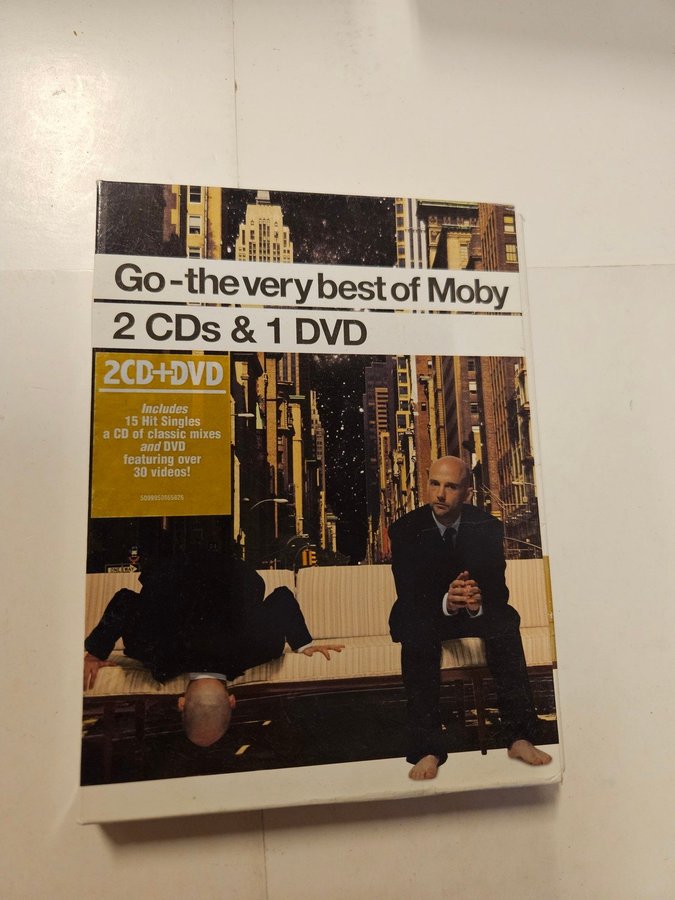 Go - the very best of Moby
2 CDs & 1 DVD
2CD+DVD
Includes
15 Hit Singles
a CD of classic mixes
and DVD
featuring over
30 videos!